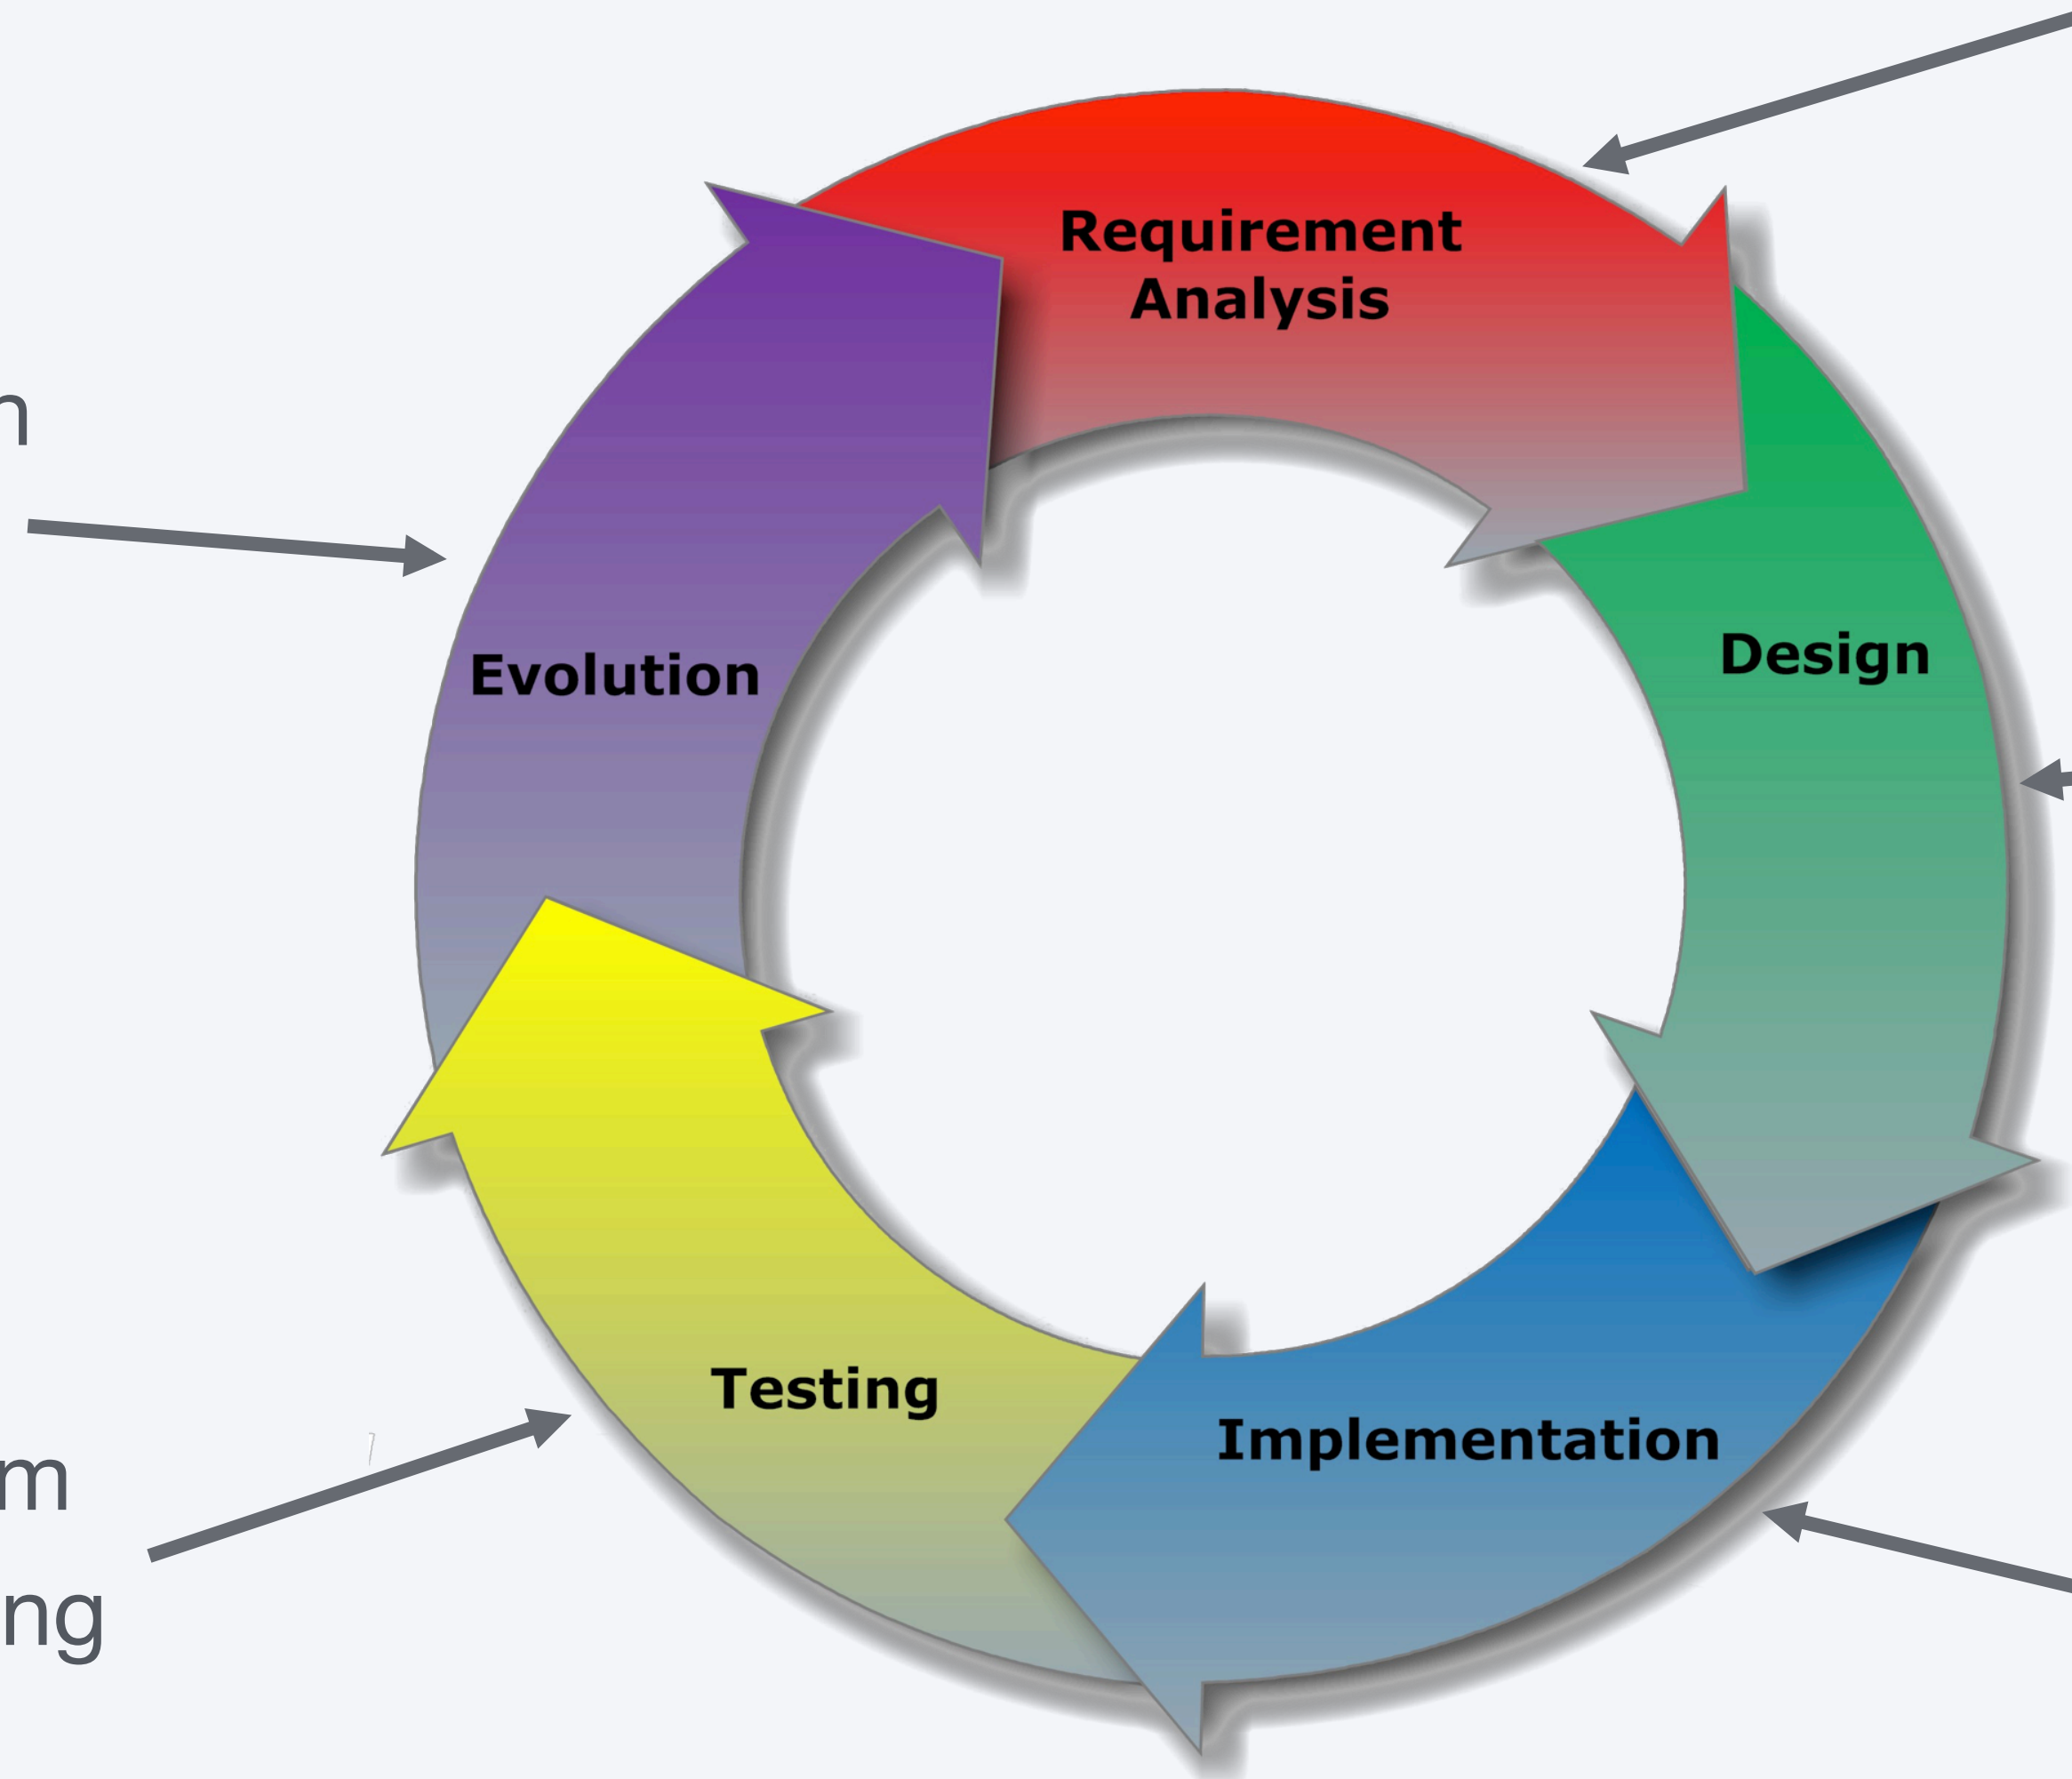 Requirement
Analysis
Design
Evolution
Testing
Implementation